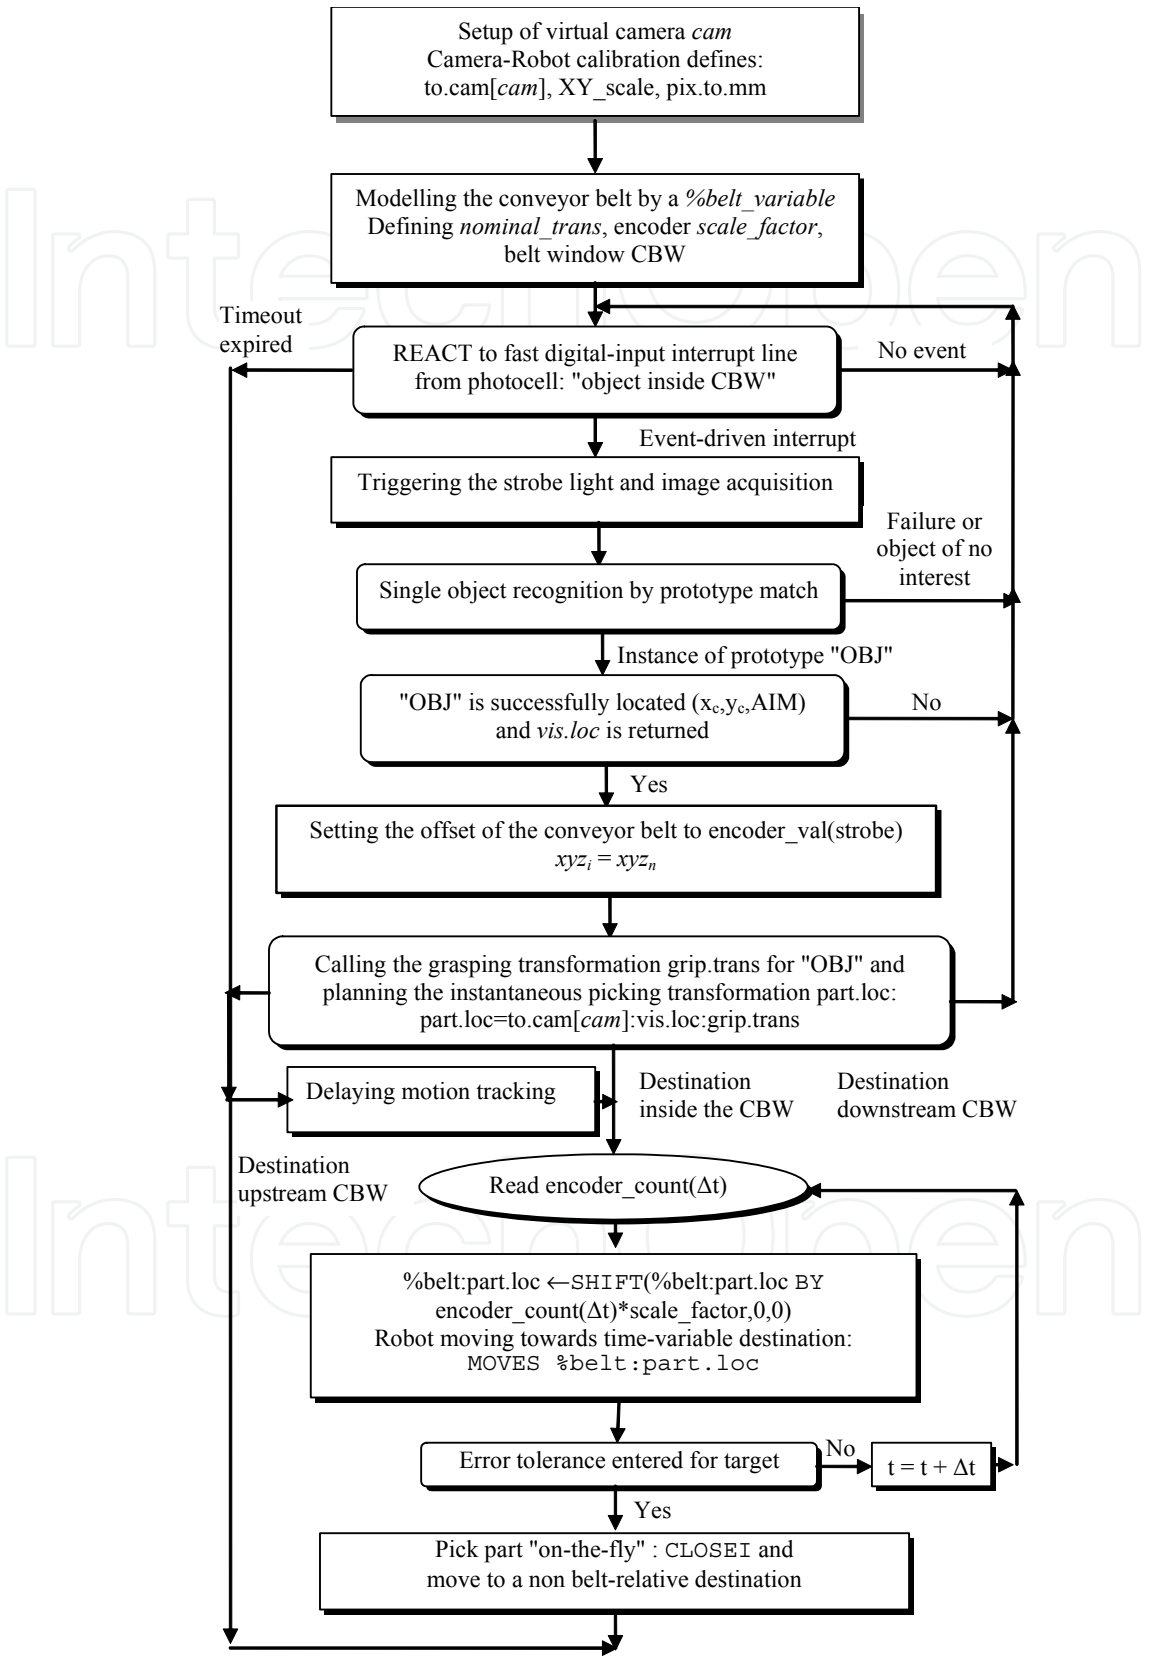 Setup of virtual camera cam
Camera-Robot calibration defines:
to.cam[cam], XY_scale, pix.to.mm
Modelling the conveyor belt by a %belt_variable
Defining nominal_trans, encoder scale_factor,
belt window CBW
Timeout
expired
REACT to fast digital-input interrupt line
from photocell: "object inside CBW"
No event
Event-driven interrupt
Triggering the strobe light and image acquisition
Failure or
object of no
interest
Single object recognition by prototype match
Instance of prototype "OBJ"
"OBJ" is successfully located (xc,yc,AIM)
and vis.loc is returned
No
Yes
Setting the offset of the conveyor belt to encoder_val(strobe)
xyzi = xyzn
Calling the grasping transformation grip.trans for "OBJ" and
planning the instantaneous picking transformation part.loc:
part.loc=to.cam[cam]:vis.loc:grip.trans
Delaying motion tracking
Destination
inside the CBW
Destination
downstream CBW
Destination
upstream CBW
Read encoder_count(Δt)
%belt:part.loc ←SHIFT(%belt:part.loc BY
encoder_count(Δt)*scale_factor,0,0)
Robot moving towards time-variable destination:
MOVES %belt:part.loc
Error tolerance entered for target
No
t = t + Δt
Yes
Pick part "on-the-fly" : CLOSEI and
move to a non belt-relative destination
IntechOpen
IntechOpen